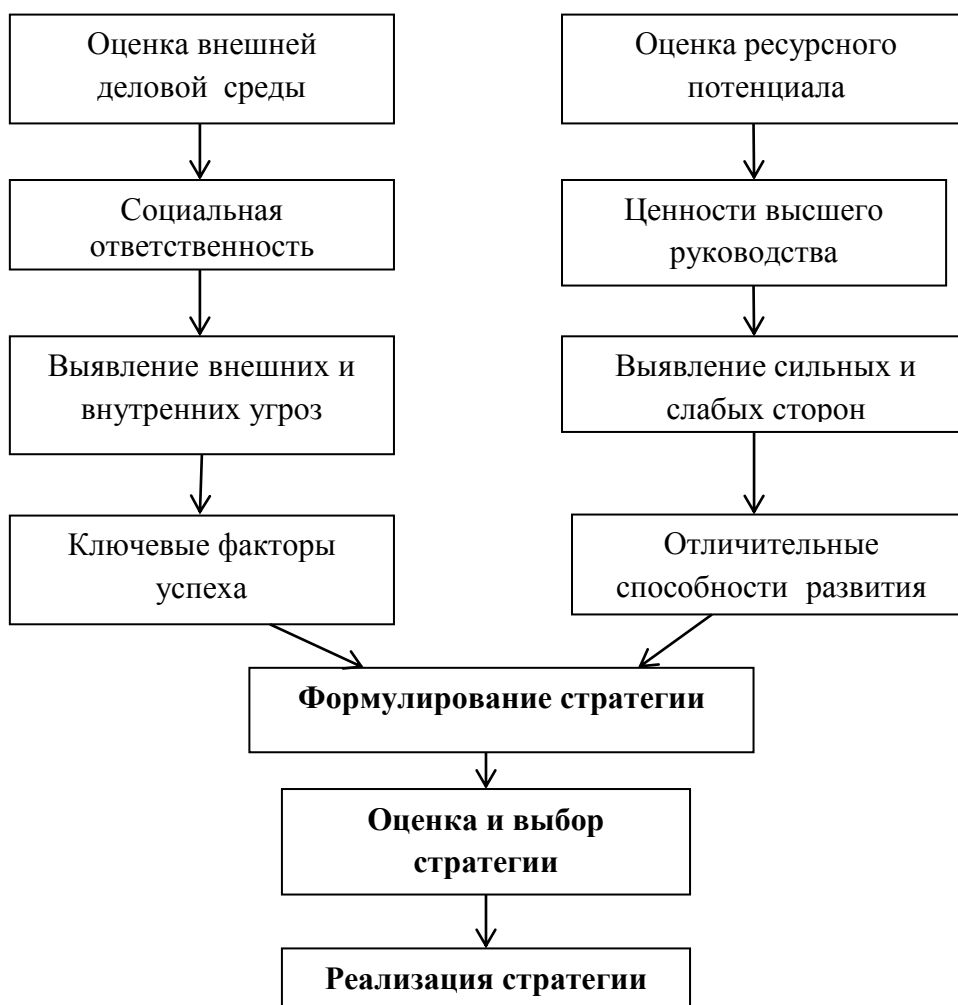 Оценка внешней
деловой среды
Оценка ресурсного
потенциала
Социальная
ответственность
Ценности высшего
руководства
Выявление внешних и
внутренних угроз
Выявление сильных и
слабых сторон
Ключевые факторы
успеха
Отличительные
способности развития
Формулирование стратегии
Оценка и выбор
стратегии
Реализация стратегии